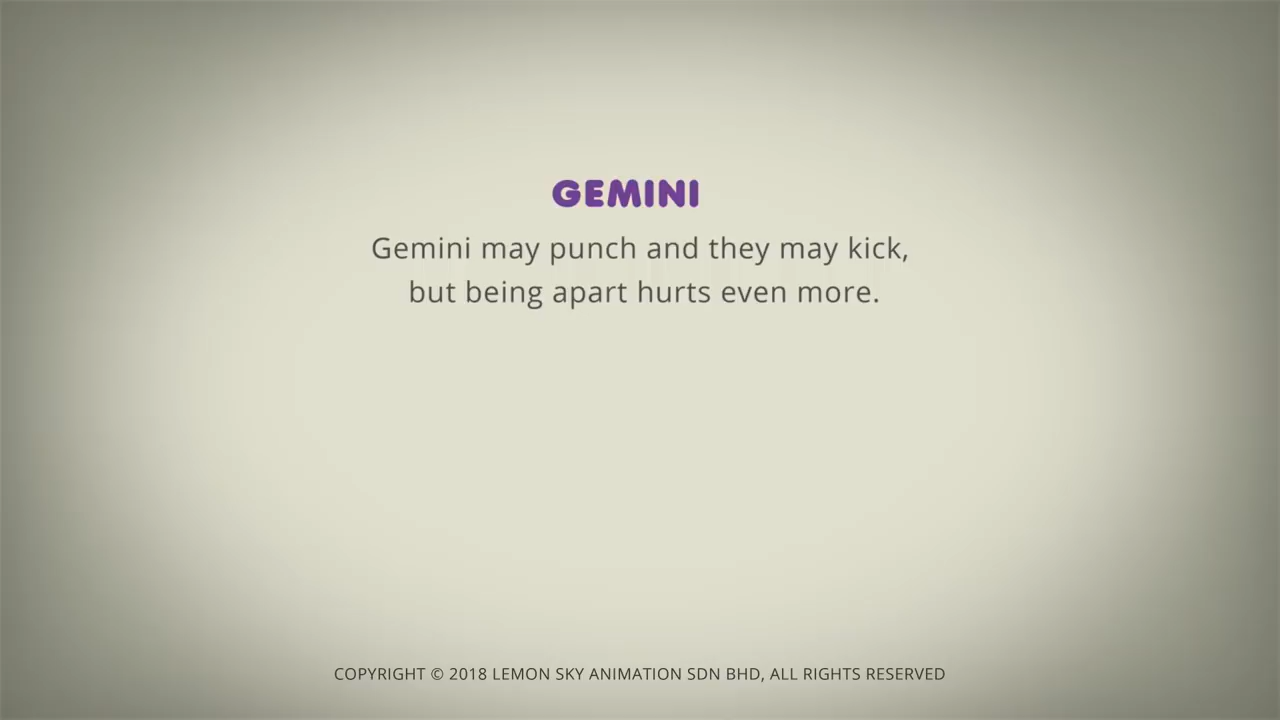 GEMINI
Gemini may punch and they may kick,
but being apart hurts even more.
COPYRIGHT © 2018 LEMON SKY ANIMATION SDN BHD, ALL RIGHTS RESERVED